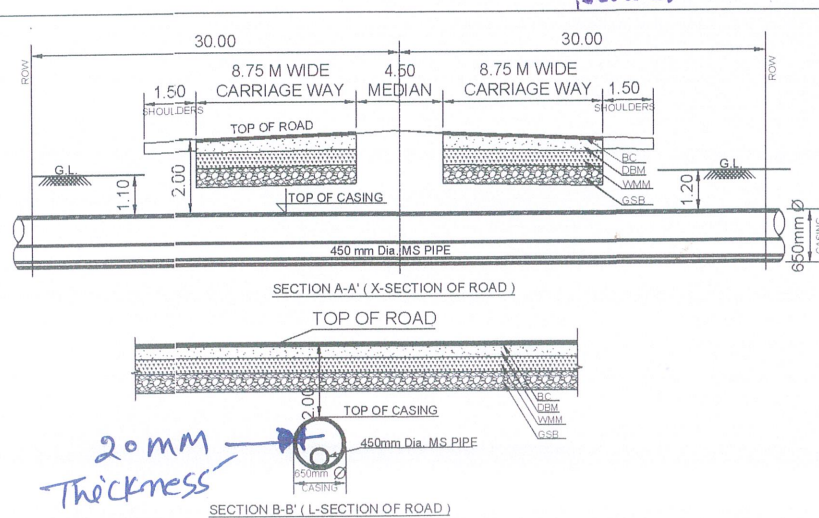 30.00 30.00
ROW ROW
8.75 M WIDE CARRIAGE WAY
4.50 MEDIAN
8.75 M WIDE CARRIAGE WAY
1.50 SHOULDERS
1.50 SHOULDERS
TOP OF ROAD
BC
DBM
WMM
GSB
G.L.
G.L.
1.10
2.00
1.20
TOP OF CASING
450 mm Dia. MS PIPE
650mm Ø
CASING
SECTION A-A' ( X-SECTION OF ROAD )
TOP OF ROAD
BC
DBM
WMM
GSB
2.00
TOP OF CASING
450mm Dia. MS PIPE
20 MM
Thickness
650mm Ø
CASING
SECTION B-B' ( L-SECTION OF ROAD )